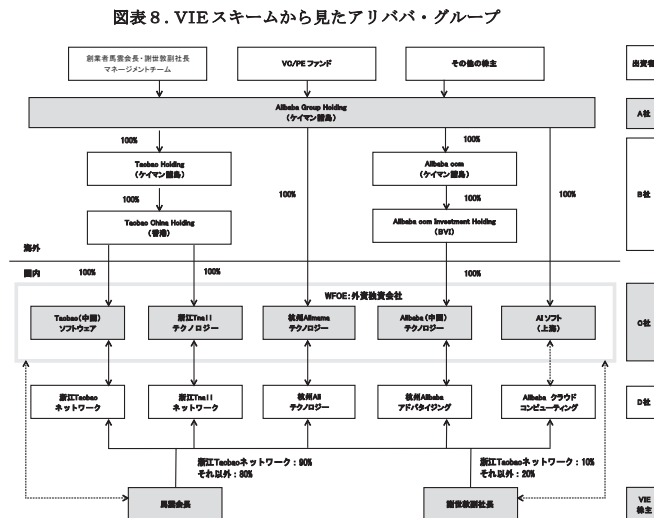 図表８. VIEスキームから見たアリババ・グループ
創業者馬雲会長・謝世敦副社長
マネージメントチーム
VC/PEファンド
その他の株主
出資者
Alibaba Group Holding
(ケイマン諸島)
A社
100%
100%
Taobao Holding
(ケイマン諸島)
Alibaba com
(ケイマン諸島)
B社
100%
100%
100%
100%
Taobao China Holding
(香港)
Alibaba com Investment Holding
(BVI)
海外
国内
100%
100%
100%
WFOE:外資独資会社
Taobao(中国)
ソフトウェア
浙江Tmall
テクノロジー
杭州Alimama
テクノロジー
Alibaba(中国)
テクノロジー
AIソフト
(上海)
C社
浙江Taobao
ネットワーク
浙江Tmall
ネットワーク
杭州Ali
テクノロジー
杭州Alibaba
アドバタイジング
Alibaba クラウド
コンピューティング
D社
浙江Taobaoネットワーク：90%
それ以外：80%
浙江Taobaoネットワーク：10%
それ以外：20%
馬雲会長
謝世敦副社長
VIE
株主